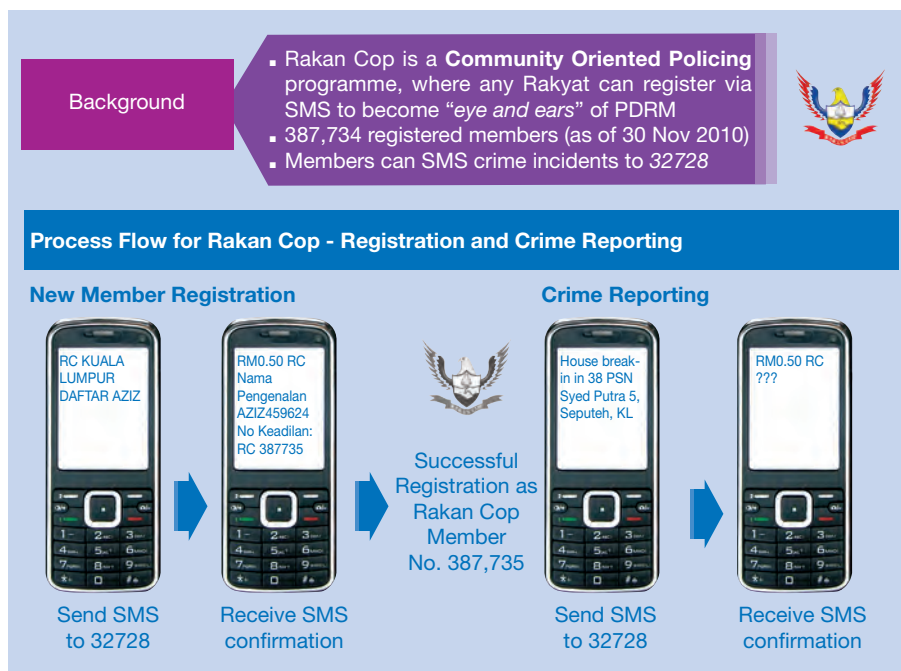 Background
▪ Rakan Cop is a Community Oriented Policing
programme, where any Rakyat can register via
SMS to become “eye and ears” of PDRM
▪ 387,734 registered members (as of 30 Nov 2010)
▪ Members can SMS crime incidents to 32728
Process Flow for Rakan Cop - Registration and Crime Reporting
New Member Registration
RC KUALA
LUMPUR
DAFTAR AZIZ
Send SMS
to 32728
RM0.50 RC
Nama
Pengenalan
AZIZ459624
No Keadilan:
RC 387735
Receive SMS
confirmation
Successful
Registration as
Rakan Cop
Member
No. 387,735
Crime Reporting
House break-
in in 38 PSN
Syed Putra 5,
Seputeh, KL
Send SMS
to 32728
RM0.50 RC
???
Receive SMS
confirmation